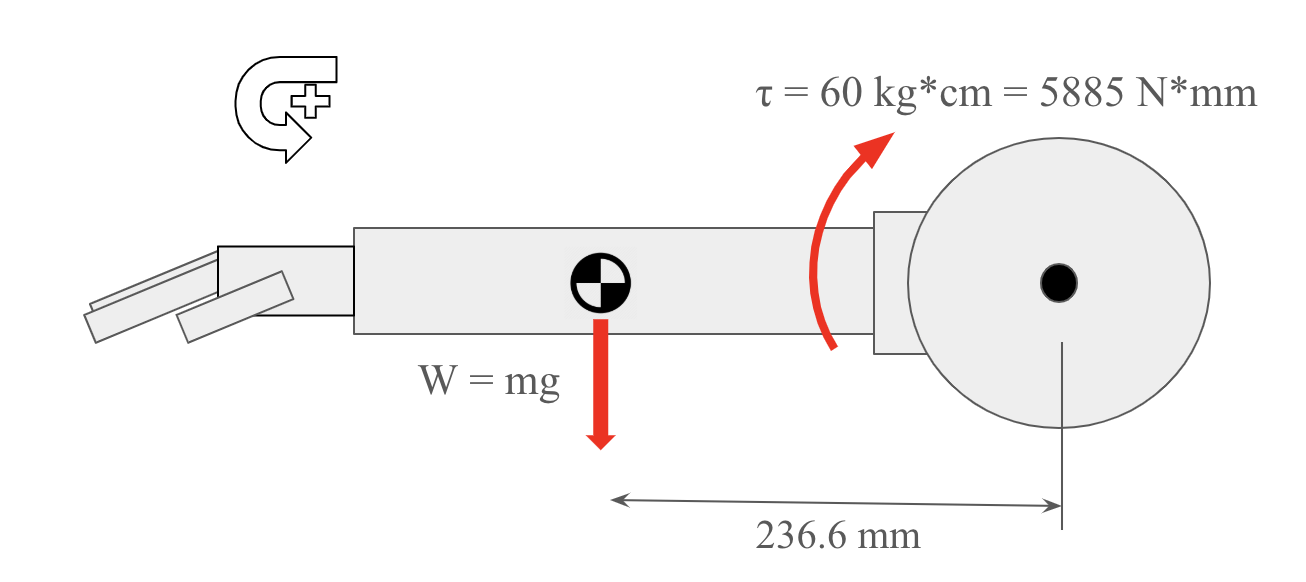 τ = 60 kg*cm = 5885 N*mm
W = mg
236.6 mm